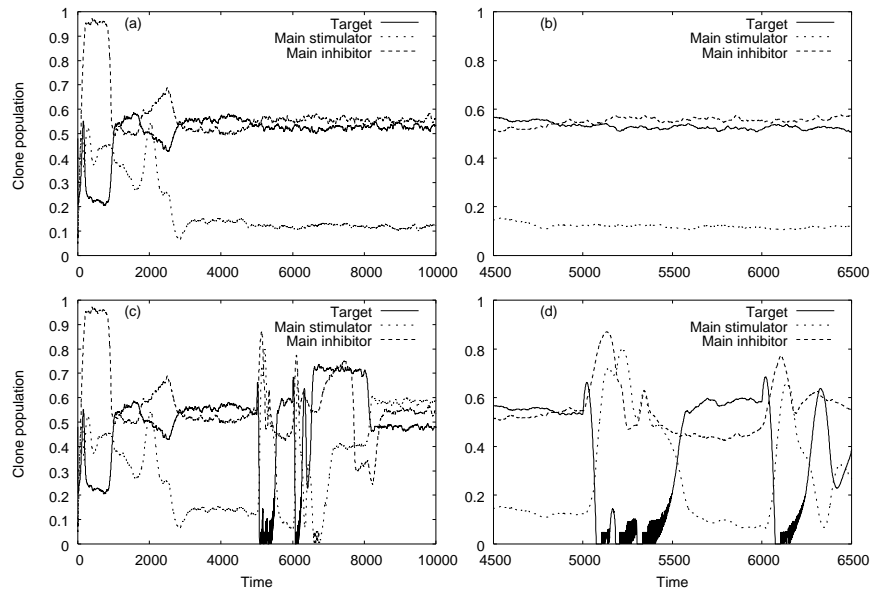 (a)
Target
Main stimulator
Main inhibitor
Clone population
1
0.9
0.8
0.7
0.6
0.5
0.4
0.3
0.2
0.1
0
0 2000 4000 6000 8000 10000
(b)
Target
Main stimulator
Main inhibitor
1
0.8
0.6
0.4
0.2
0
4500 5000 5500 6000 6500
(c)
Target
Main stimulator
Main inhibitor
Clone population
1
0.9
0.8
0.7
0.6
0.5
0.4
0.3
0.2
0.1
0
0 2000 4000 6000 8000 10000
Time
(d)
Target
Main stimulator
Main inhibitor
1
0.8
0.6
0.4
0.2
0
4500 5000 5500 6000 6500
Time